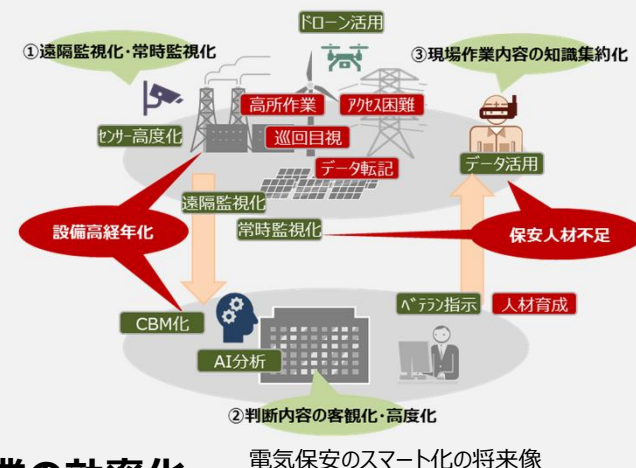 ドローン活用
①遠隔監視化・常時監視化
③現場作業内容の知識集約化
高所作業
アクセス困難
センサー高度化
巡回目視
データ転記
データ活用
遠隔監視化
設備高経年化
常時監視化
保安人材不足
CBM化
ベテラン指示
人材育成
AI分析
②判断内容の客観化・高度化
電気保安のスマート化の将来像